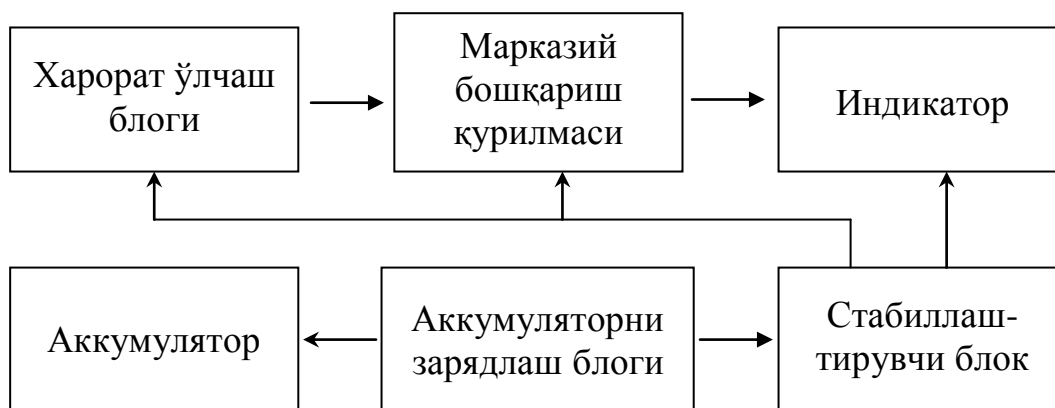 Харорат ўлчаш
блоги
Марказий
бошқариш
қурилмаси
Индикатор
Аккумулятор
Аккумуляторни
зарядлаш блоги
Стабиллаш-
тирувчи блок